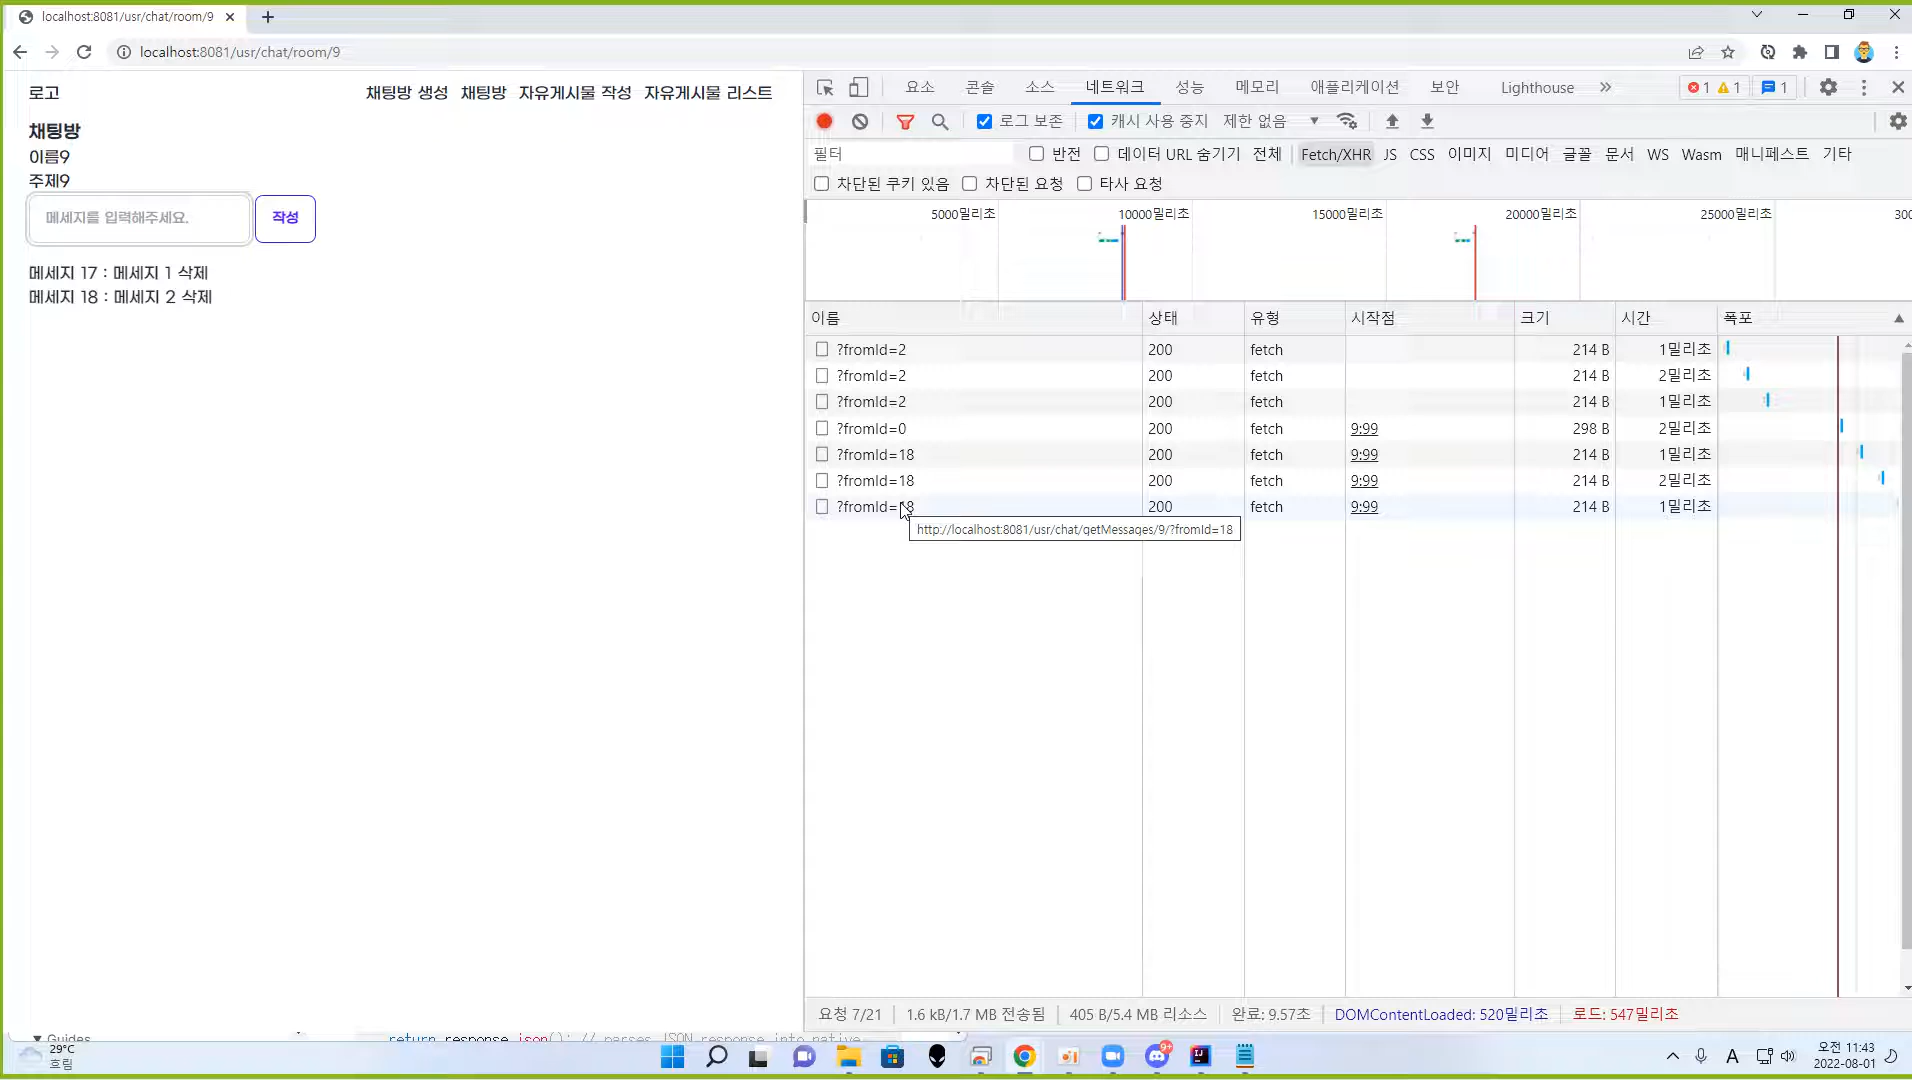 localhost:8081/usr/chat/room/9
localhost:8081/usr/chat/room/9
로고 채팅방 생성 채팅방 자유게시물 작성 자유게시물 리스트
채팅방
이름9
주제9
메세지를 입력해주세요. 작성
메세지 17 : 메세지 1 삭제
메세지 18 : 메세지 2 삭제
요소 콘솔 소스 네트워크 성능 메모리 애플리케이션 보안 Lighthouse 1 1 1
로그 보존 캐시 사용 중지 제한 없음
필터 반전 데이터 URL 숨기기 전체 Fetch/XHR JS CSS 이미지 미디어 글꼴 문서 WS Wasm 매니페스트 기타
차단된 쿠키 있음 차단된 요청 타사 요청
5000밀리초 10000밀리초 15000밀리초 20000밀리초 25000밀리초 300
이름 상태 유형 시작점 크기 시간 폭포
?fromId=2 200 fetch 214 B 1밀리초
?fromId=2 200 fetch 214 B 2밀리초
?fromId=2 200 fetch 214 B 1밀리초
?fromId=0 200 fetch 9:99 298 B 2밀리초
?fromId=18 200 fetch 9:99 214 B 1밀리초
?fromId=18 200 fetch 9:99 214 B 2밀리초
?fromId=18 200 fetch 9:99 214 B 1밀리초
http://localhost:8081/usr/chat/getMessages/9/?fromId=18
요청 7/21 1.6 kB/1.7 MB 전송됨 405 B/5.4 MB 리소스 완료: 9.57초 DOMContentLoaded: 520밀리초 로드: 547밀리초
Guides return response.json(); // parses JSON response into native
29°C
흐림
9+
A
오전 11:43
2022-08-01